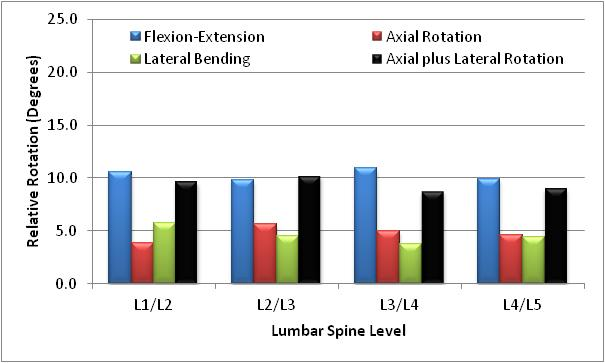 25.0
Flexion-Extension
Axial Rotation
Lateral Bending
Axial plus Lateral Rotation
20.0
15.0
10.0
5.0
0.0
Relative Rotation (Degrees)
L1/L2
L2/L3
L3/L4
L4/L5
Lumbar Spine Level